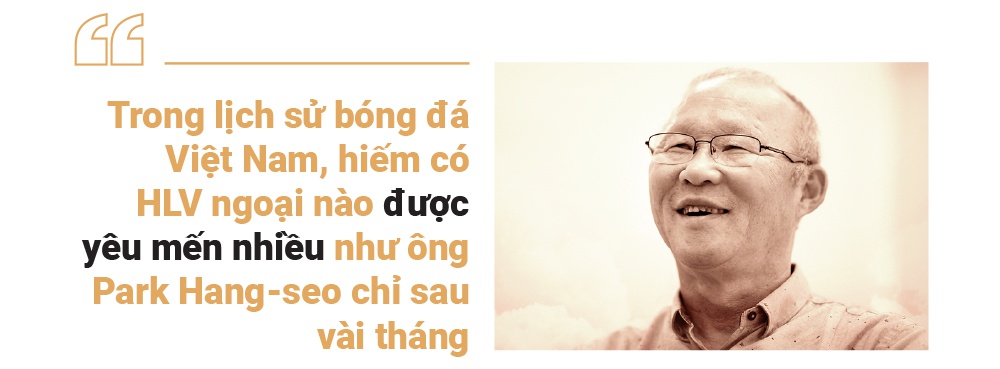 Trong lịch sử bóng đá
Việt Nam, hiếm có
HLV ngoại nào được
yêu mến nhiều như ông
Park Hang-seo chỉ sau
vài tháng